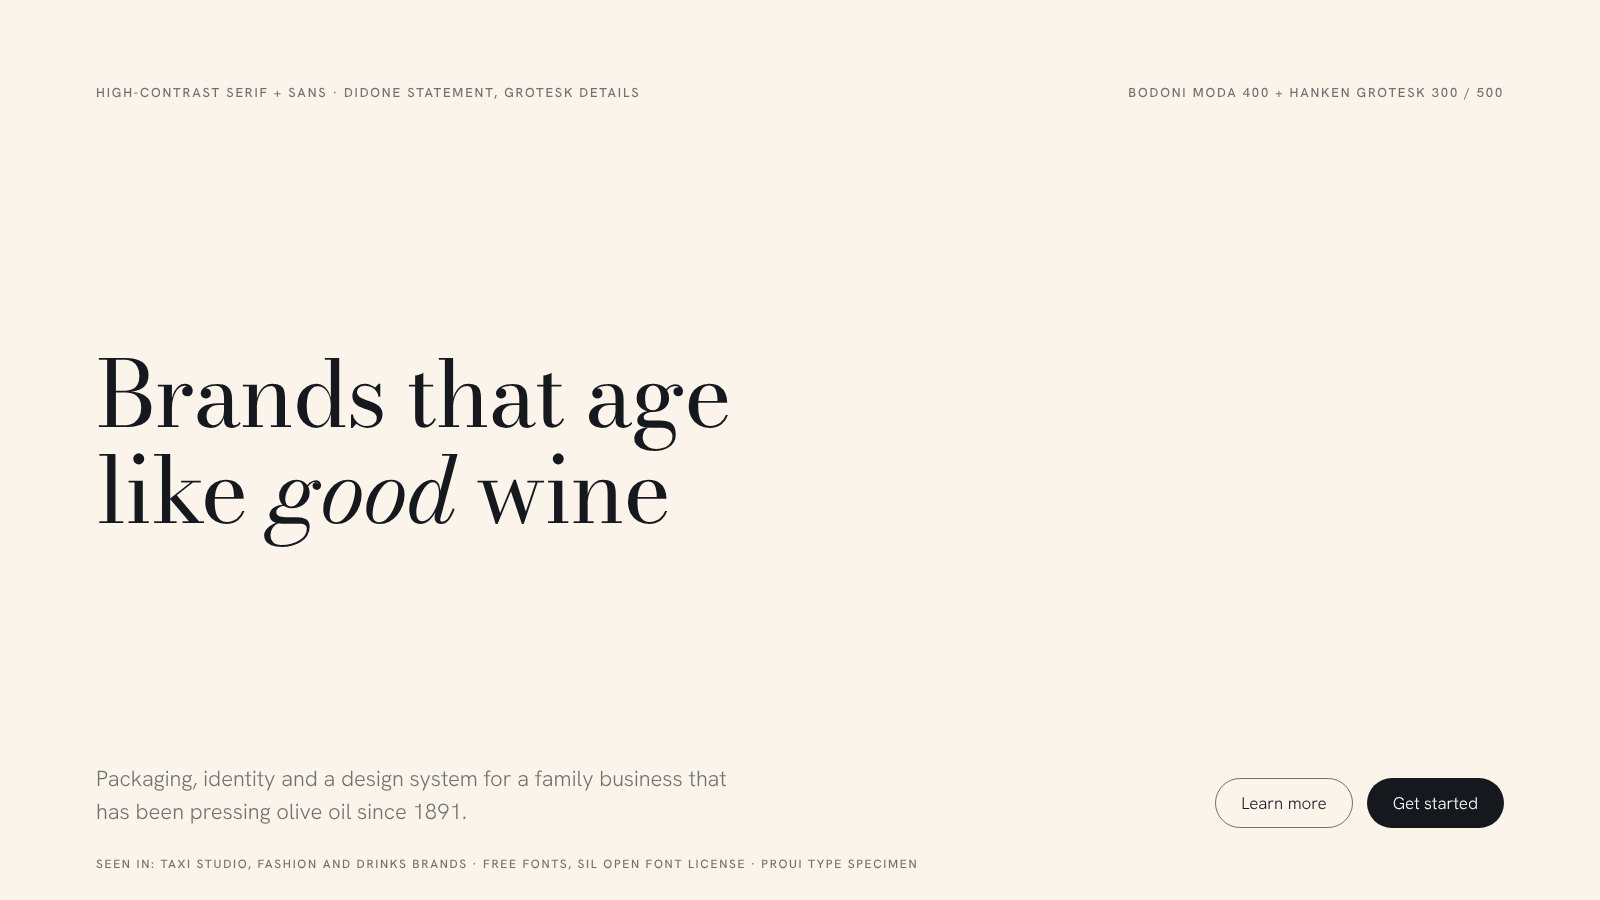 HIGH-CONTRAST SERIF + SANS · DIDONE STATEMENT, GROTESK DETAILS
BODONI MODA 400 + HANKEN GROTESK 300 / 500
Brands that age
like good wine
Packaging, identity and a design system for a family business that
has been pressing olive oil since 1891.
Learn more
Get started
SEEN IN: TAXI STUDIO, FASHION AND DRINKS BRANDS · FREE FONTS, SIL OPEN FONT LICENSE · PROUI TYPE SPECIMEN